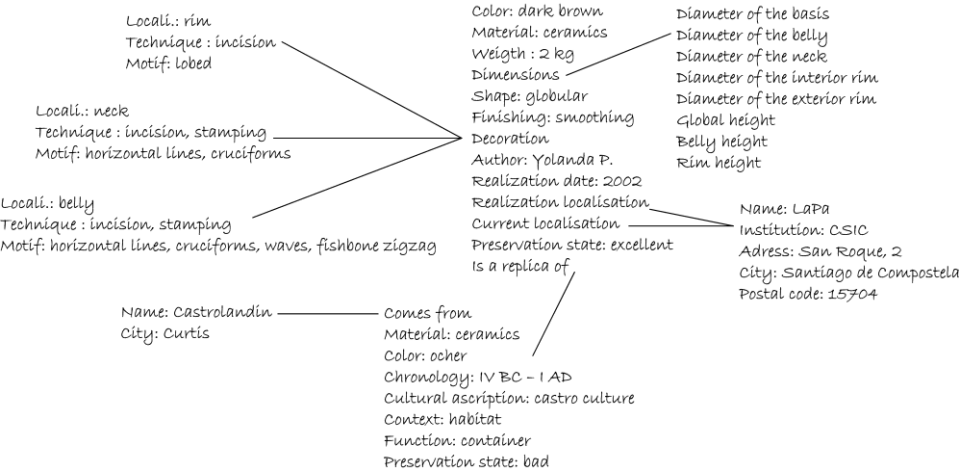 Locali.: rim
Technique : incision
Motif: lobed
Locali.: neck
Technique : incision, stamping
Motif: horizontal lines, cruciforms
Locali.: belly
Technique : incision, stamping
Motif: horizontal lines, cruciforms, waves, fishbone zigzag
Color: dark brown
Material: ceramics
Weigth : 2 kg
Dimensions
Shape: globular
Finishing: smoothing
Decoration
Author: Yolanda P.
Realization date: 2002
Realization localisation
Current localisation
Preservation state: excellent
Is a replica of
Diameter of the basis
Diameter of the belly
Diameter of the neck
Diameter of the interior rim
Diameter of the exterior rim
Global height
Belly height
Rim height
Name: LaPa
Institution: CSIC
Adress: San Roque, 2
City: Santiago de Compostela
Postal code: 15704
Name: Castrolandin
City: Curtis
Comes from
Material: ceramics
Color: ocher
Chronology: IV BC – I AD
Cultural ascription: castro culture
Context: habitat
Function: container
Preservation state: bad